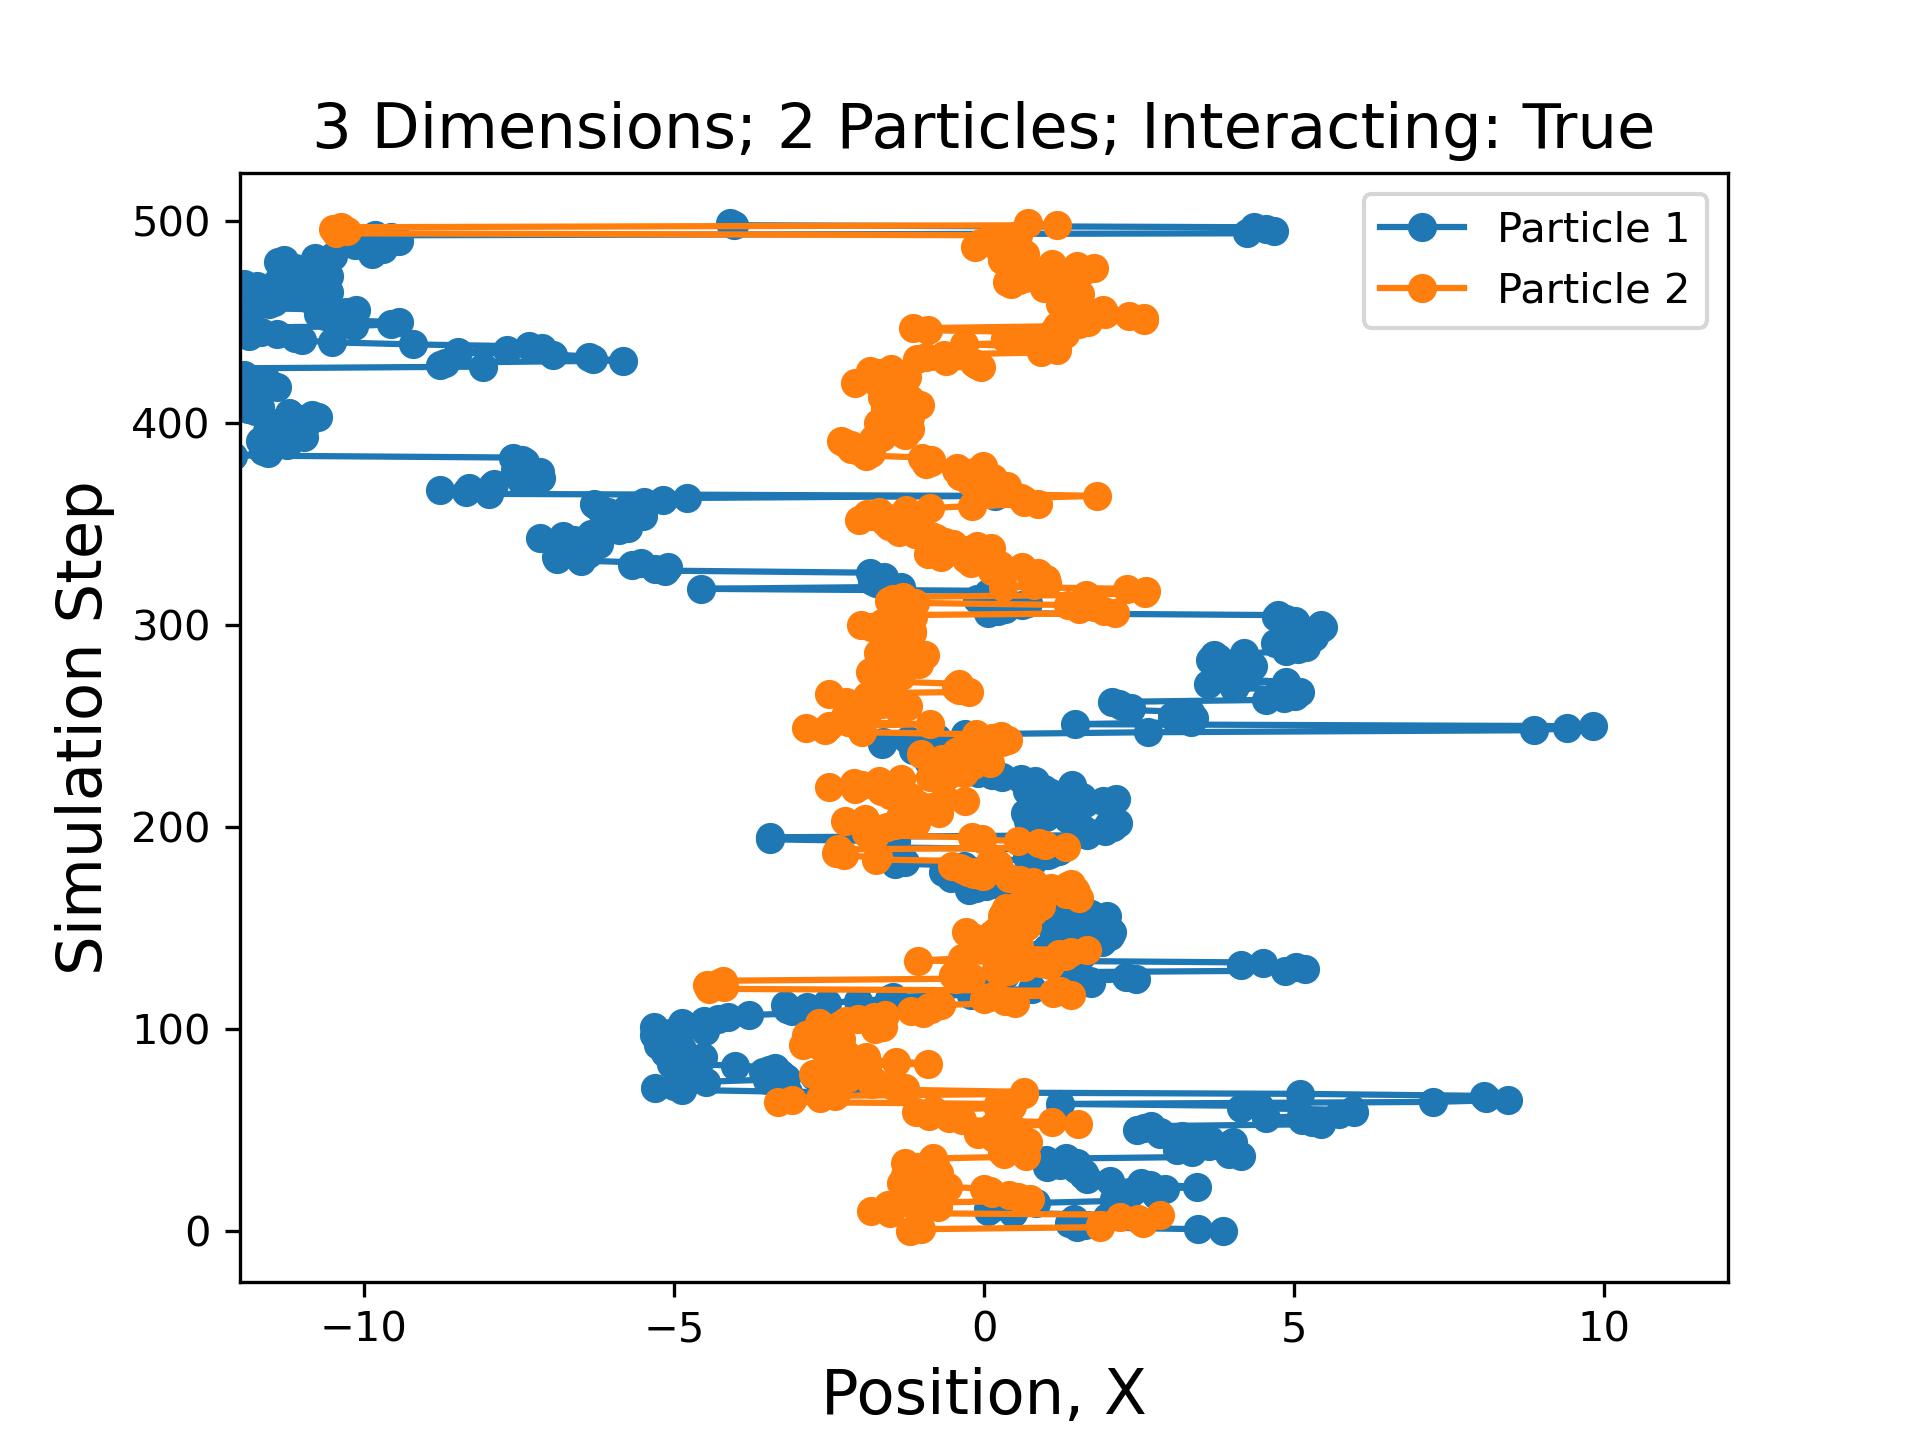 3 Dimensions; 2 Particles; Interacting: True
Particle 1
Particle 2
500
400
300
200
100
0
Simulation Step
−10
−5
0
5
10
Position, X